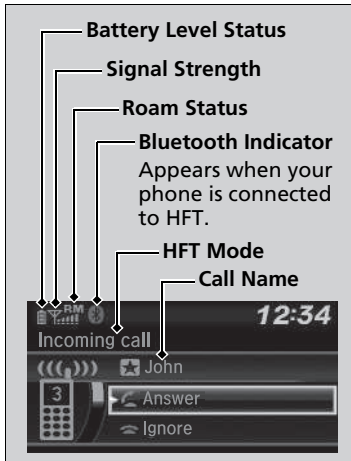 Battery Level Status
Signal Strength
Roam Status
Bluetooth Indicator
Appears when your
phone is connected
to HFT.
HFT Mode
Call Name
RM
12:34
Incoming call
John
3
Answer
Ignore